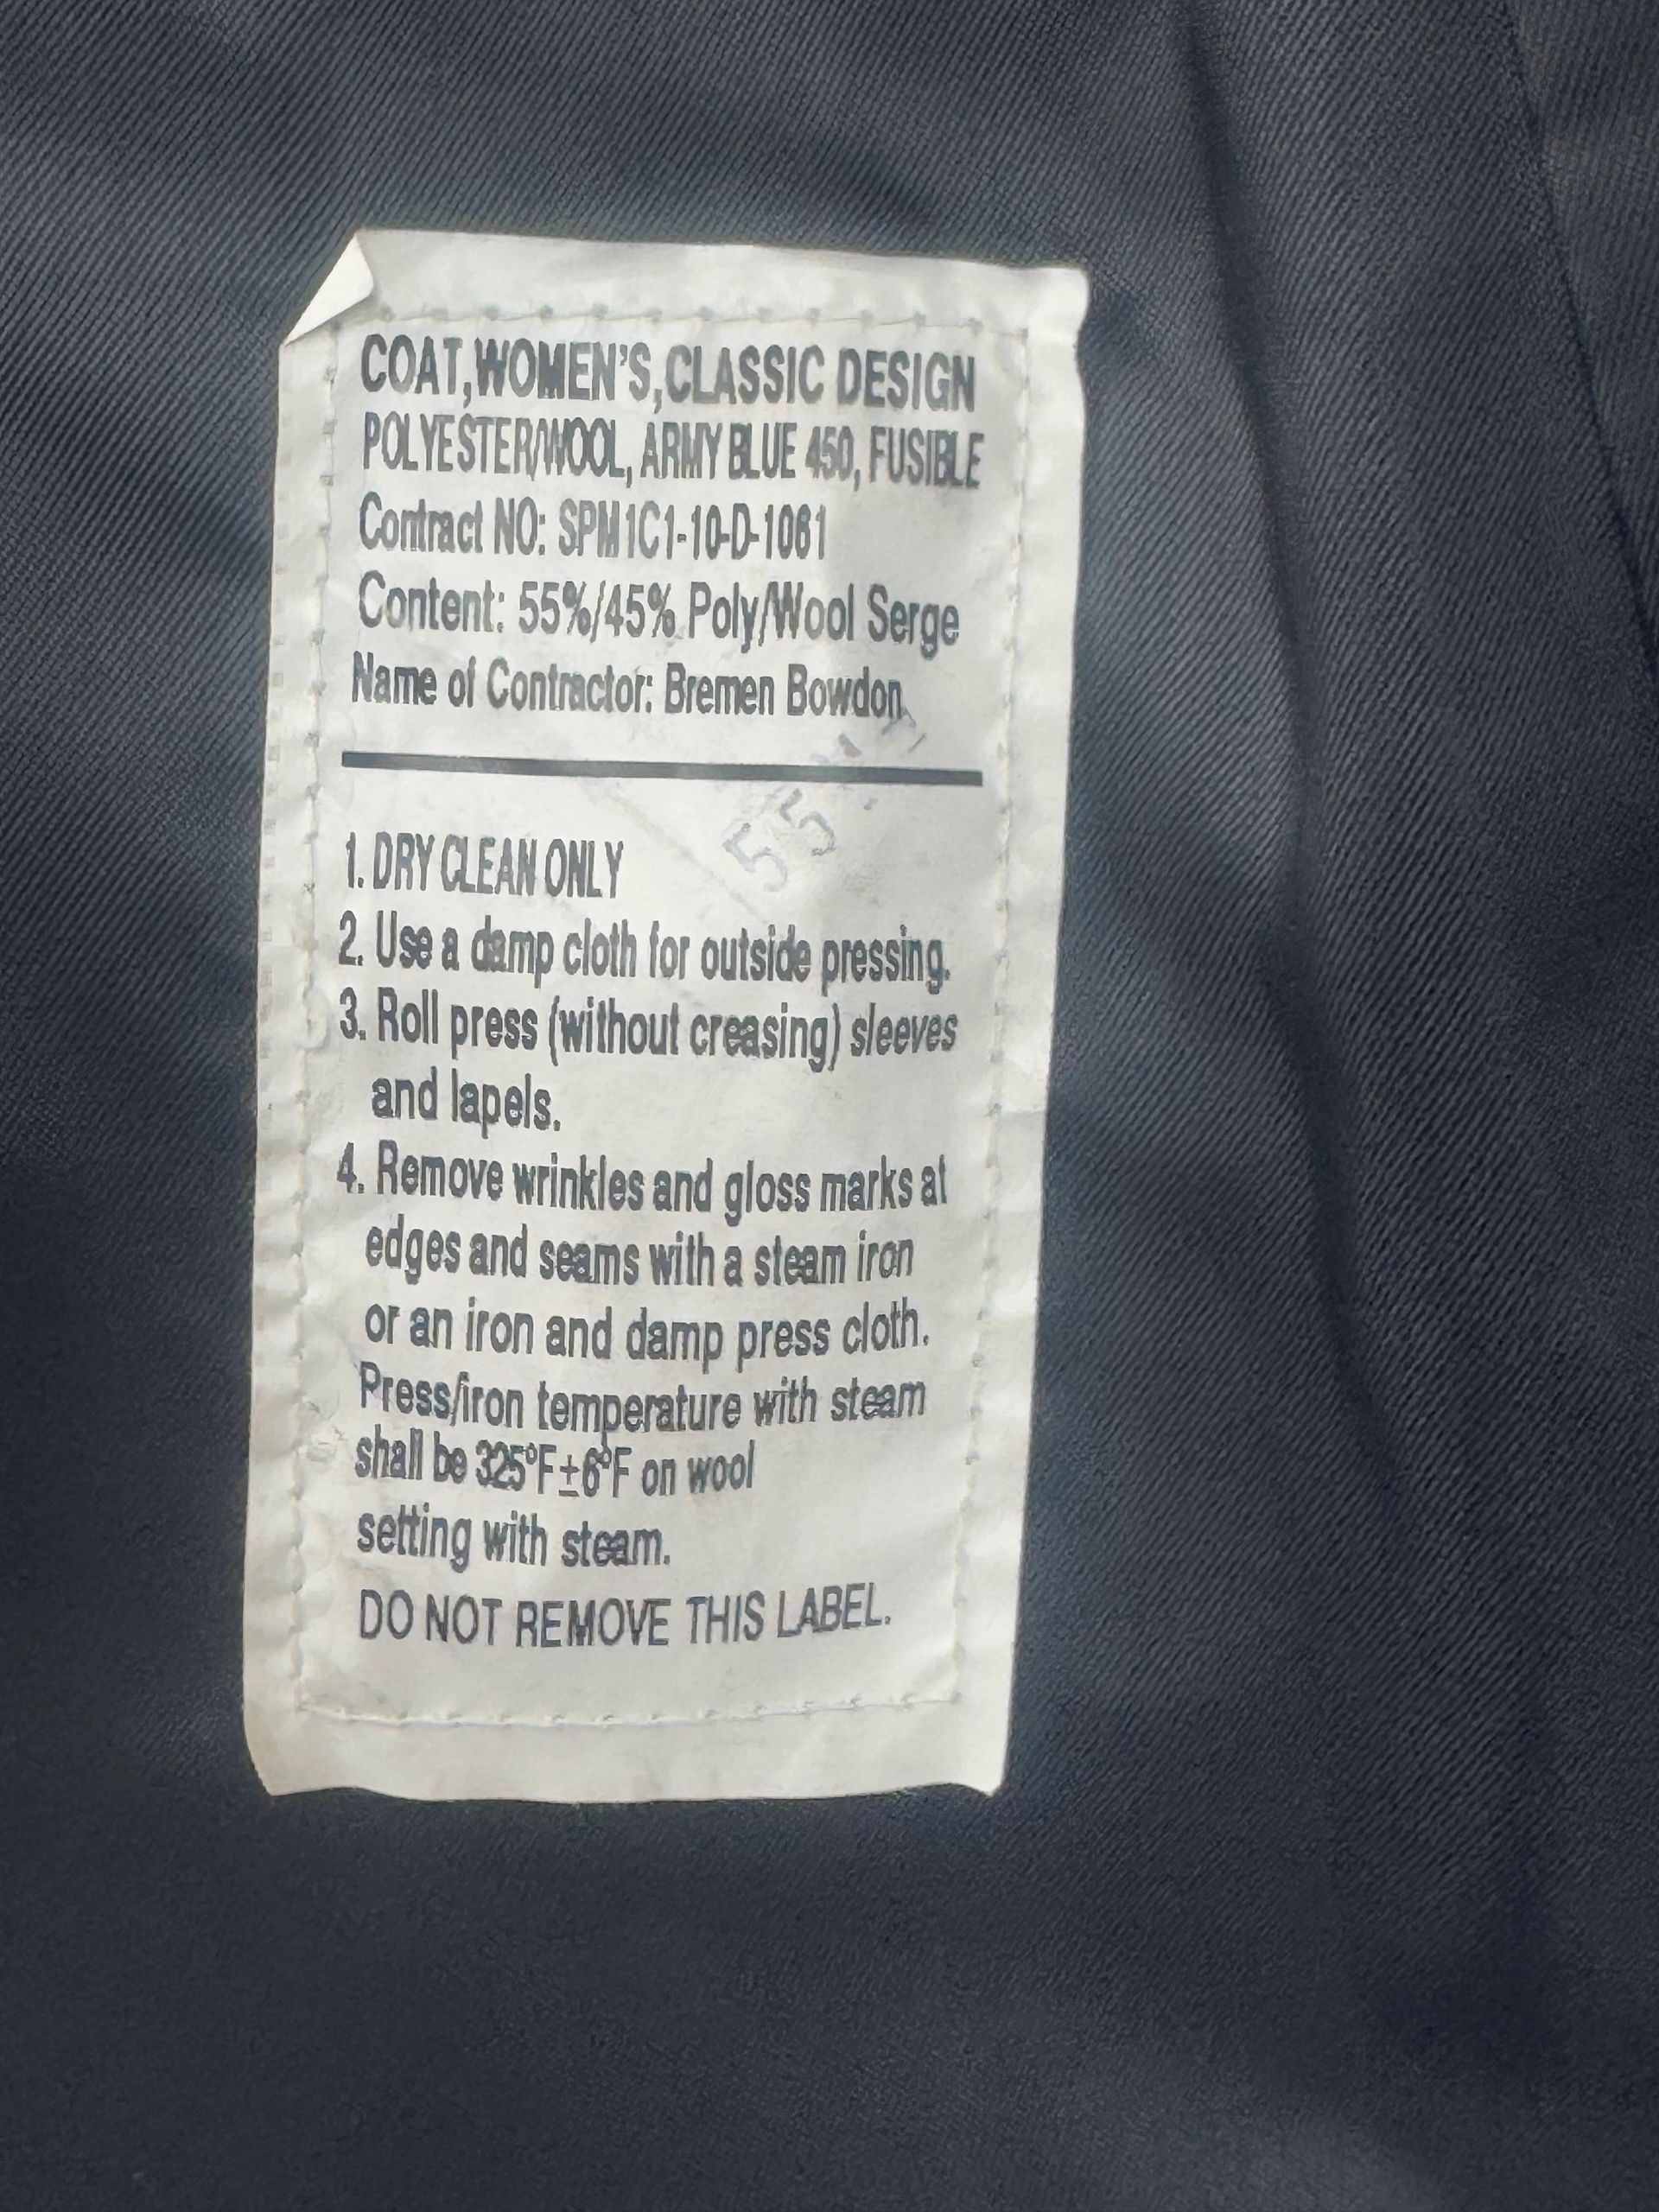 COAT,WOMEN'S,CLASSIC DESIGN
POLYESTER/WOOL, ARMY BLUE 450, FUSIBLE
Contract NO: SPM1C1-10-D-1061
Content: 55%/45% Poly/Wool Serge
Name of Contractor: Bremen Bowdon
55
1. DRY CLEAN ONLY
2. Use a damp cloth for outside pressing.
3. Roll press (without creasing) sleeves
and lapels.
4. Remove wrinkles and gloss marks at
edges and seams with a steam iron
or an iron and damp press cloth.
Press/iron temperature with steam
shall be 325°F±6°F on wool
setting with steam.
DO NOT REMOVE THIS LABEL.